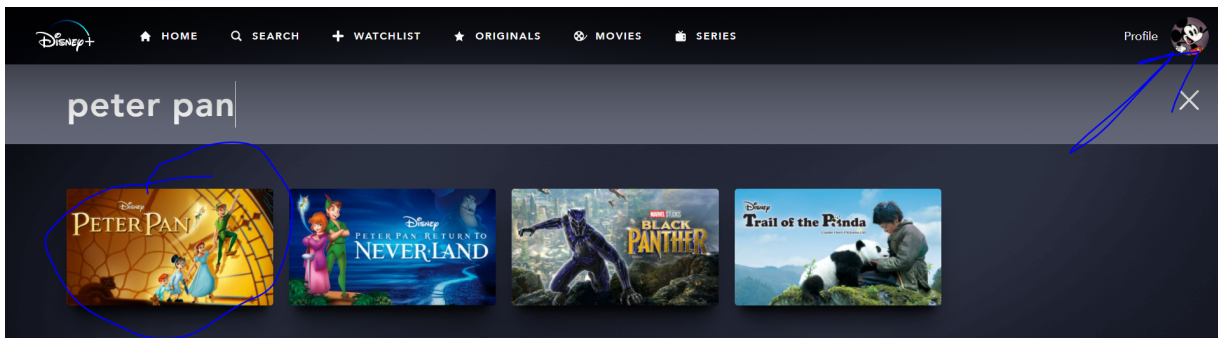 Disney+ HOME SEARCH WATCHLIST ORIGINALS MOVIES SERIES Profile
peter pan
Disney
PETER PAN
Disney
PETER PAN RETURN TO
NEVER LAND
MARVEL STUDIOS
BLACK
PANTHER
Disney
Trail of the Panda